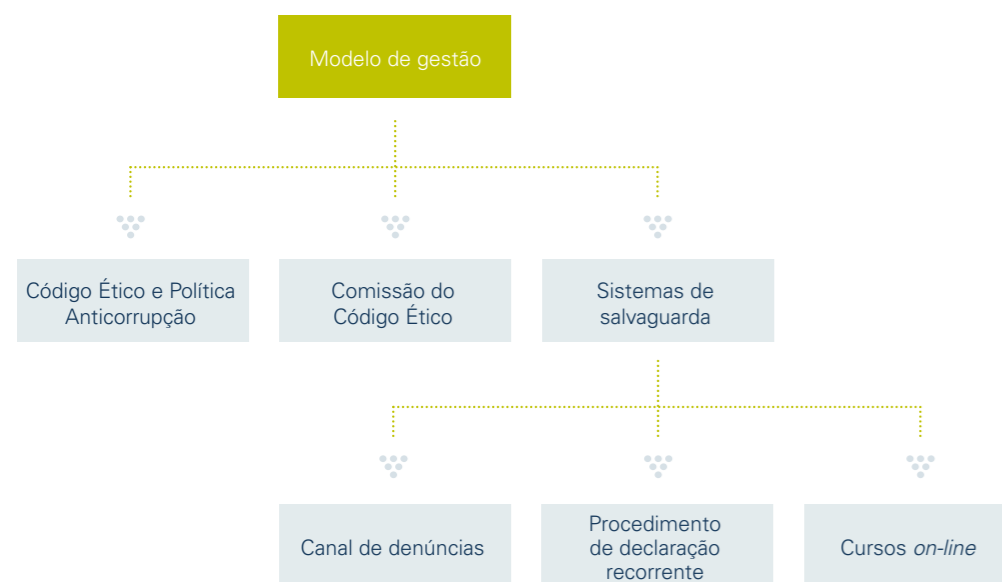 Modelo de gestão
Código Ético e Política
Anticorrupção
Comissão do
Código Ético
Sistemas de
salvaguarda
Canal de denúncias
Procedimento
de declaração
recorrente
Cursos on-line